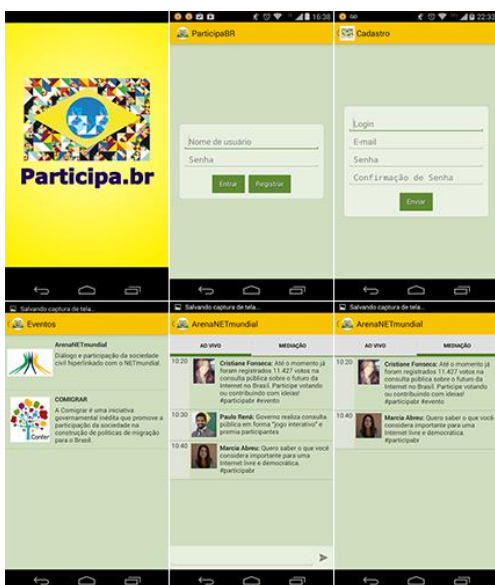 Participa.br
16:38
ParticipaBR
Nome de usuário
Senha
Entrar
Registrar
22:33
Cadastro
Login
E-mail
Senha
Confirmação de Senha
Enviar
Salvando captura de tela...
Eventos
ArenaNETmundial
Diálogo e participação da sociedade
civil hiperlinkado com o NETmundial.
Confer
COMIGRAR
A Comigrar é uma iniciativa
governamental inédita que promove a
participação da sociedade na
construção de políticas de migração
para o Brasil.
Salvando captura de tela...
ArenaNETmundial
AO VIVO
MEDIAÇÃO
10:20
Cristiane Fonseca: Até o momento já
foram registrados 11.427 votos na
consulta pública sobre o futuro da
Internet no Brasil. Participe votando
ou contribuindo com ideias!
#participabr #evento
10:30
Paulo Rená: Governo realiza consulta
pública em forma "jogo interativo" e
premia participantes
10:40
Marcia Abreu: Quero saber o que você
considera importante para uma
Internet livre e democrática.
#participabr
Salvando captura de tela...
ArenaNETmundial
AO VIVO
MEDIAÇÃO
10:20
Cristiane Fonseca: Até o momento já
foram registrados 11.427 votos na
consulta pública sobre o futuro da
Internet no Brasil. Participe votando
ou contribuindo com ideias!
#participabr #evento
10:40
Marcia Abreu: Quero saber o que você
considera importante para uma
Internet livre e democrática.
#participabr